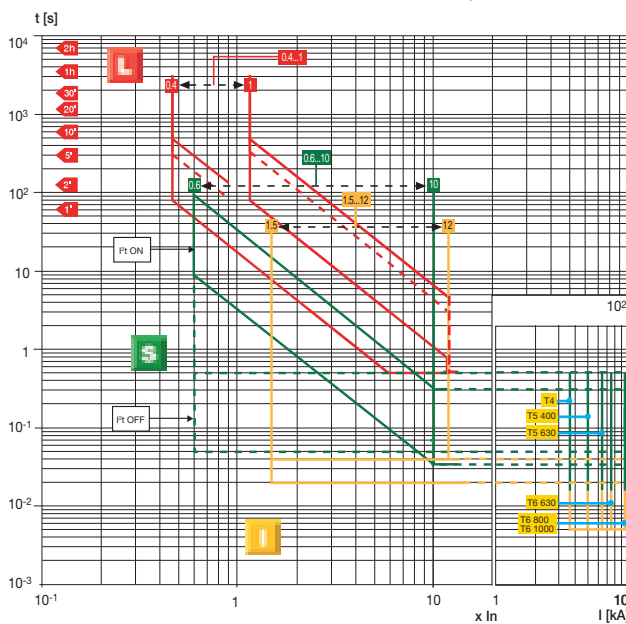 t [s]
10⁴
2h
L
0.4...1
1h
30'
0.4
1
20'
10³
10'
0.6...10
5'
2'
0.6
10
10²
1.5...12
1'
1.5
12
I²t ON
10
10²
1
S
T4
I²t OFF
T5 400
10⁻¹
T5 630
10⁻²
T6 630
T6 800
T6 1000
I
10⁻³
10⁻¹
1
10
x In
1
10
I [kA]